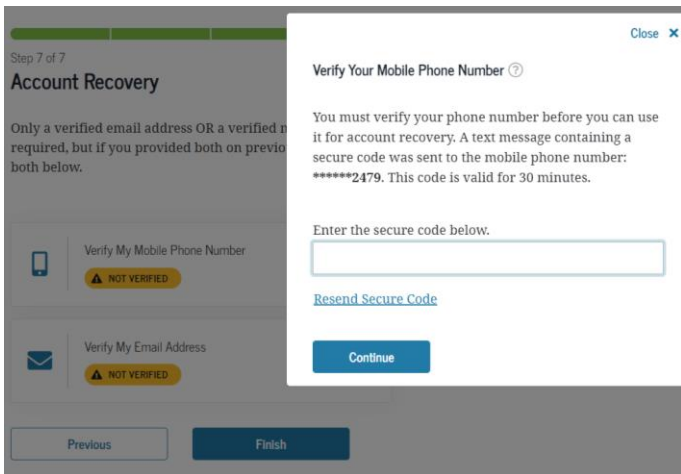 Step 7 of 7
Account Recovery
Only a verified email address OR a verified
required, but if you provided both on previo
both below.
Verify My Mobile Phone Number
NOT VERIFIED
Verify My Email Address
NOT VERIFIED
Previous
Finish
Close ×
Verify Your Mobile Phone Number ?
You must verify your phone number before you can use
it for account recovery. A text message containing a
secure code was sent to the mobile phone number:
******2479. This code is valid for 30 minutes.
Enter the secure code below.
Resend Secure Code
Continue